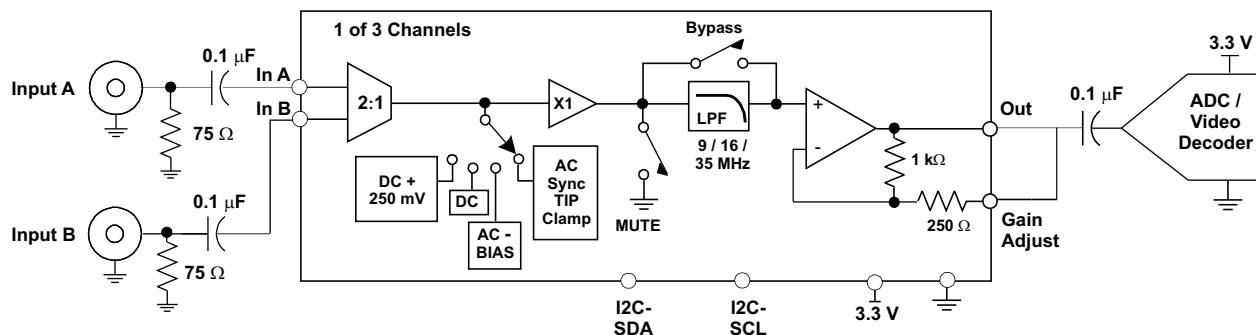 1 of 3 Channels
Bypass
3.3 V
0.1 μF
Input A
In A
In B
75 Ω
2:1
X1
LPF
9 / 16 /
35 MHz
+
-
Out
0.1 μF
ADC /
Video
Decoder
1 kΩ
DC +
250 mV
DC
AC -
BIAS
AC
Sync
TIP
Clamp
MUTE
250 Ω
Gain
Adjust
0.1 μF
Input B
75 Ω
I2C-
SDA
I2C-
SCL
3.3 V